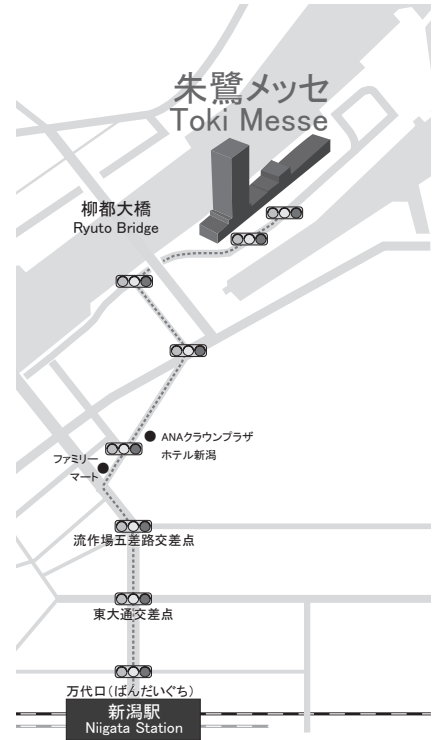 朱鷺メッセ
Toki Messe
柳都大橋
Ryuto Bridge
ANAクラウンプラザ
ホテル新潟
ファミリー
マート
流作場五差路交差点
東大通交差点
万代口（ばんだいぐち）
新潟駅
Niigata Station